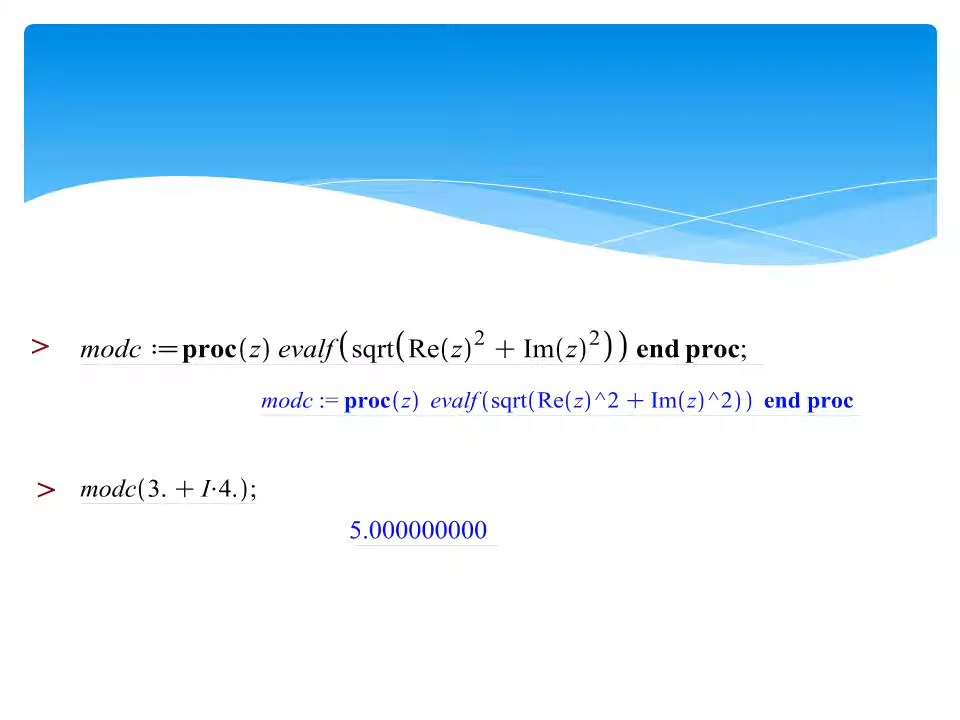 > modc := proc(z) evalf(sqrt(Re(z)² + Im(z)²)) end proc;
modc := proc(z) evalf(sqrt(Re(z)^2 + Im(z)^2)) end proc
> modc(3. + I·4.);
5.000000000